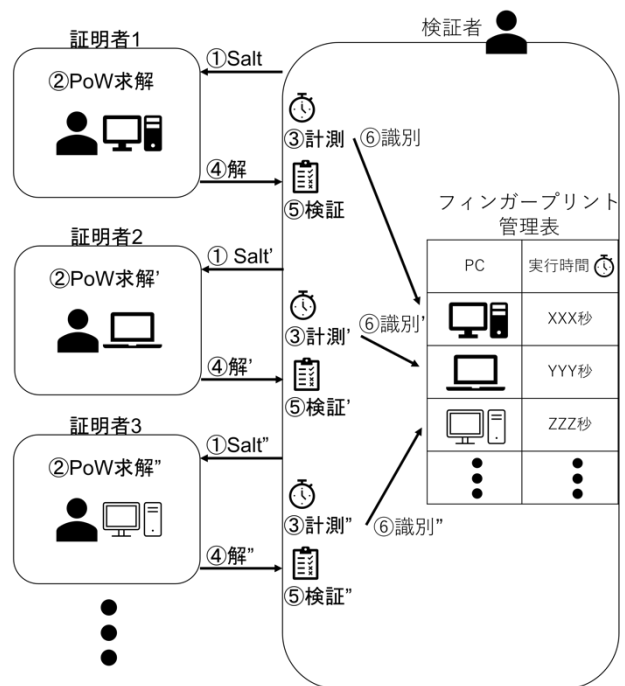 検証者
証明者1
①Salt
②PoW求解
③計測
⑥識別
④解
⑤検証
フィンガープリント
管理表
PC
実行時間
XXX秒
YYY秒
ZZZ秒
証明者2
① Salt’
②PoW求解’
③計測’
⑥識別’
④解’
⑤検証’
証明者3
①Salt”
②PoW求解”
③計測”
⑥識別”
④解”
⑤検証”